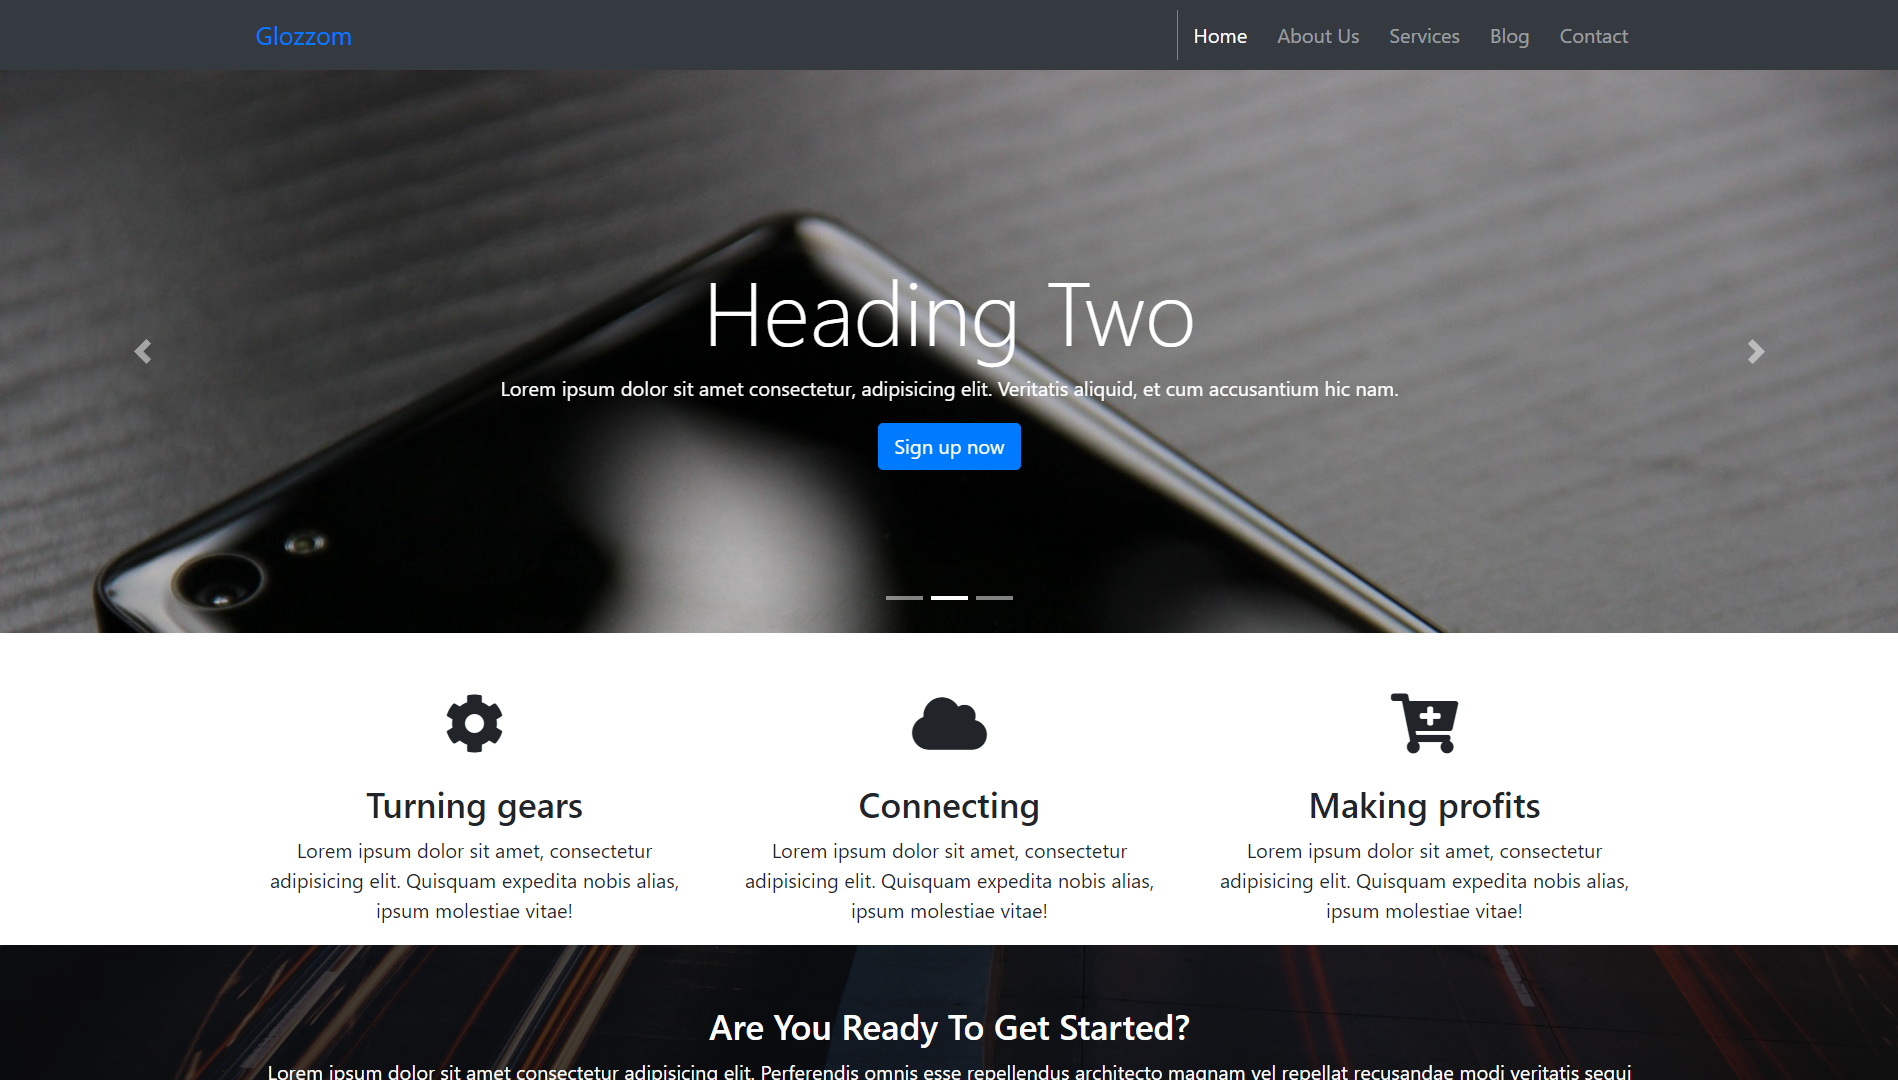 Glozzom
Home
About Us
Services
Blog
Contact
Heading Two
Lorem ipsum dolor sit amet consectetur, adipisicing elit. Veritatis aliquid, et cum accusantium hic nam.
Sign up now
Turning gears
Lorem ipsum dolor sit amet, consectetur
adipisicing elit. Quisquam expedita nobis alias,
ipsum molestiae vitae!
Connecting
Lorem ipsum dolor sit amet, consectetur
adipisicing elit. Quisquam expedita nobis alias,
ipsum molestiae vitae!
Making profits
Lorem ipsum dolor sit amet, consectetur
adipisicing elit. Quisquam expedita nobis alias,
ipsum molestiae vitae!
Are You Ready To Get Started?
Lorem ipsum dolor sit amet consectetur adipisicing elit. Perferendis omnis esse repellendus architecto magnam vel repellat recusandae modi veritatis sequi